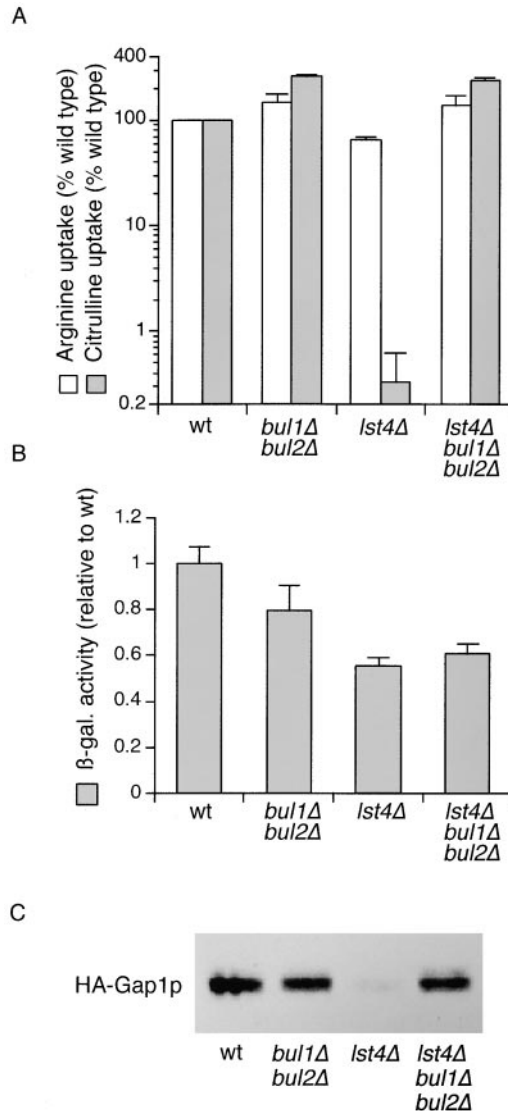 A
Arginine uptake (% wild type)
Citrulline uptake (% wild type)
400
100
10
1
0.2
wt
bul1Δ
bul2Δ
lst4Δ
lst4Δ
bul1Δ
bul2Δ
B
ß-gal. activity (relative to wt)
1.2
1
0.8
0.6
0.4
0.2
0
wt
bul1Δ
bul2Δ
lst4Δ
lst4Δ
bul1Δ
bul2Δ
C
HA-Gap1p
wt
bul1Δ
bul2Δ
lst4Δ
lst4Δ
bul1Δ
bul2Δ